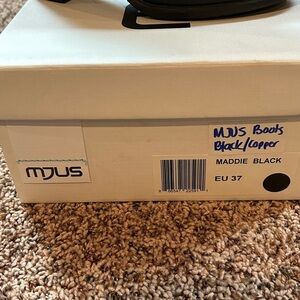 MJUS Boots
Black/Copper
MJUS
MADDIE BLACK
EU 37